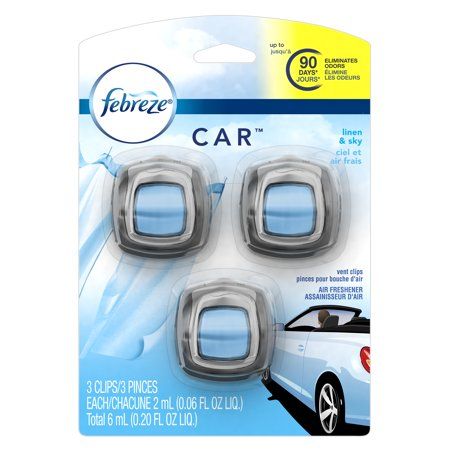 up to
jusqu'à
90
DAYS*
JOURS*
ELIMINATES
ODORS
ÉLIMINE
LES ODEURS
febreze®
CAR™
linen
& sky
ciel et
air frais
vent clips
pinces pour bouche d'air
AIR FRESHENER
ASSAINISSEUR D'AIR
3 CLIPS/3 PINCES
EACH/CHACUNE 2 mL (0.06 FL OZ LIQ.)
Total 6 mL (0.20 FL OZ LIQ.)